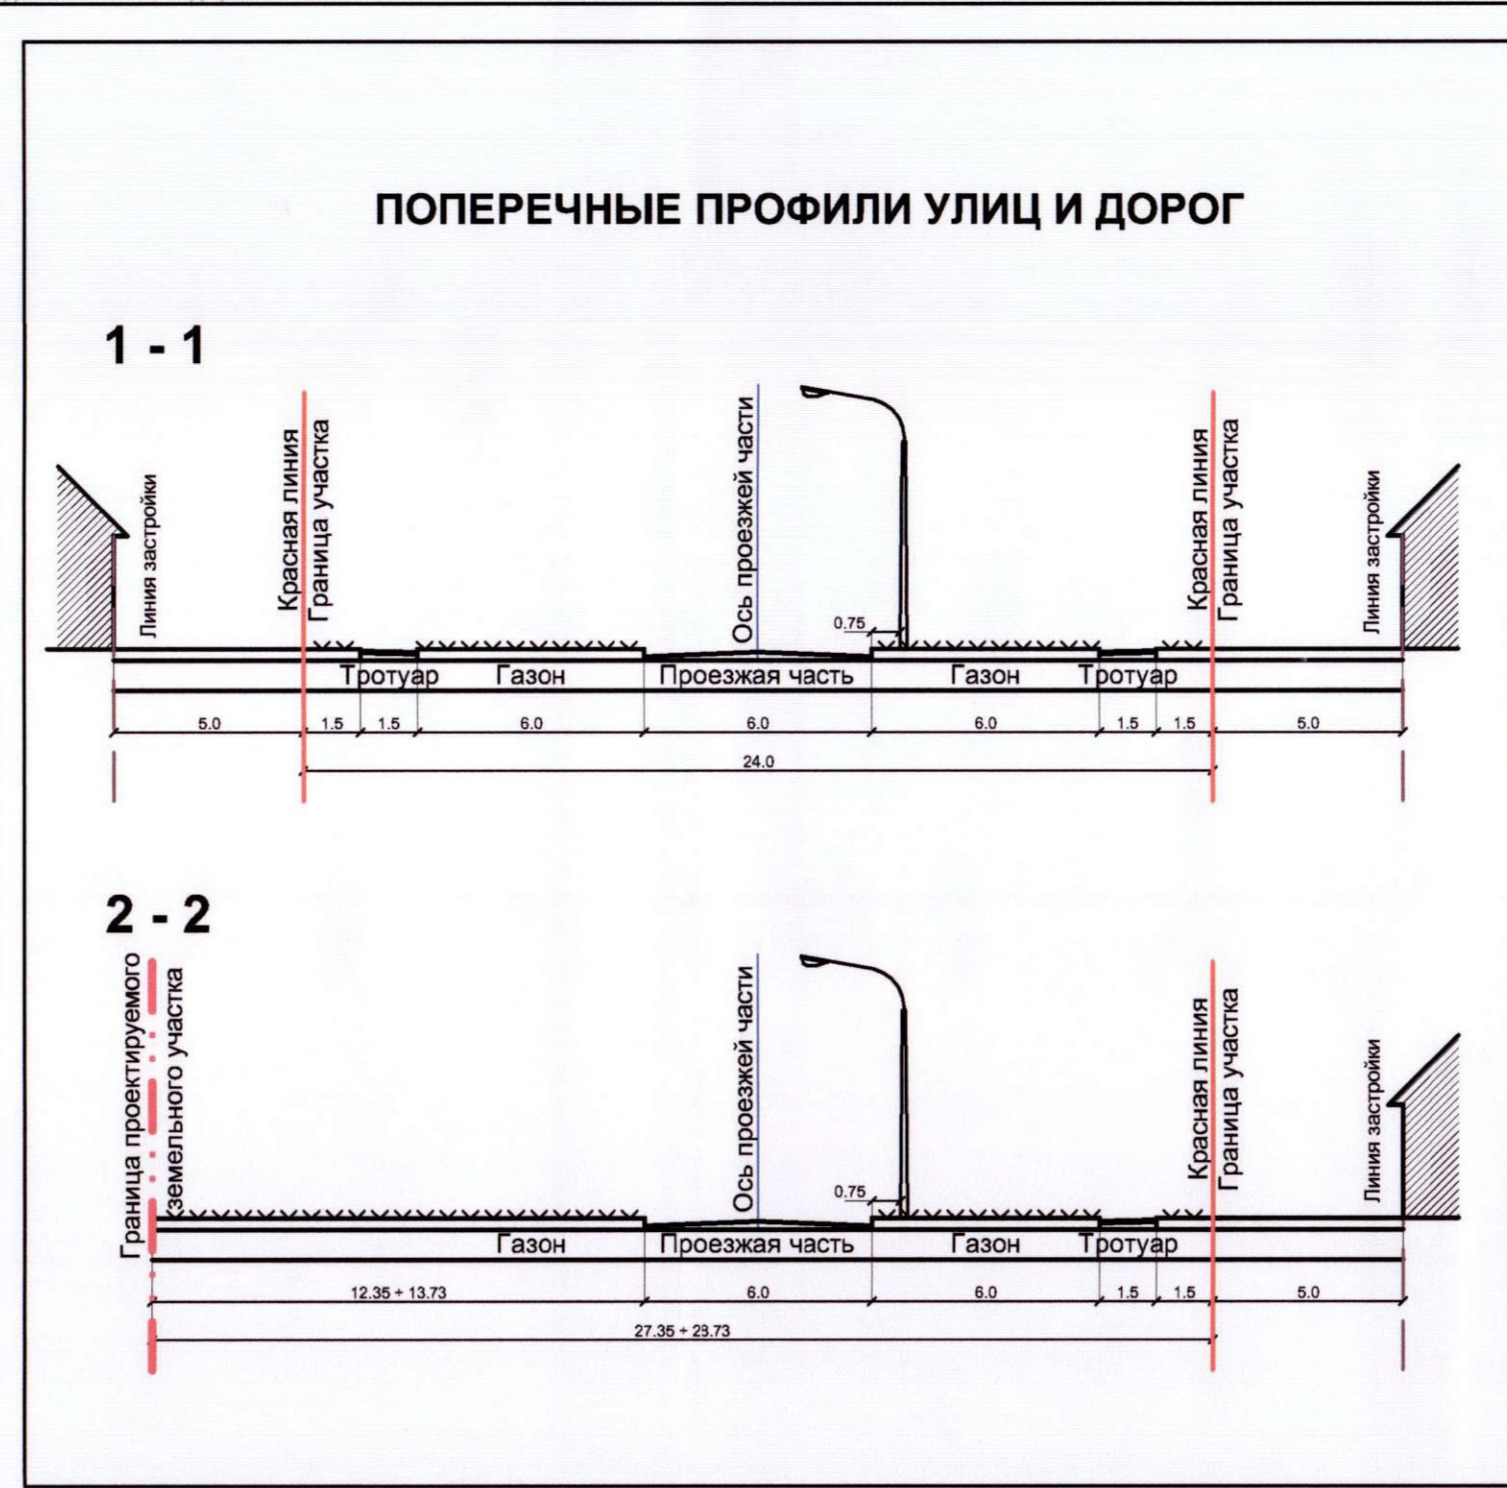 ПОПЕРЕЧНЫЕ ПРОФИЛИ УЛИЦ И ДОРОГ
1 - 1
Линия застройки
Красная линия
Граница участка
Ось проезжей части
0.75
Красная линия
Граница участка
Линия застройки
Тротуар
Газон
Проезжая часть
Газон
Тротуар
5.0
1.5
1.5
6.0
6.0
6.0
1.5
1.5
5.0
24.0
2 - 2
Граница проектируемого
земельного участка
Ось проезжей части
0.75
Красная линия
Граница участка
Линия застройки
Газон
Проезжая часть
Газон
Тротуар
12.35 ÷ 13.73
6.0
6.0
1.5
1.5
5.0
27.35 ÷ 28.73